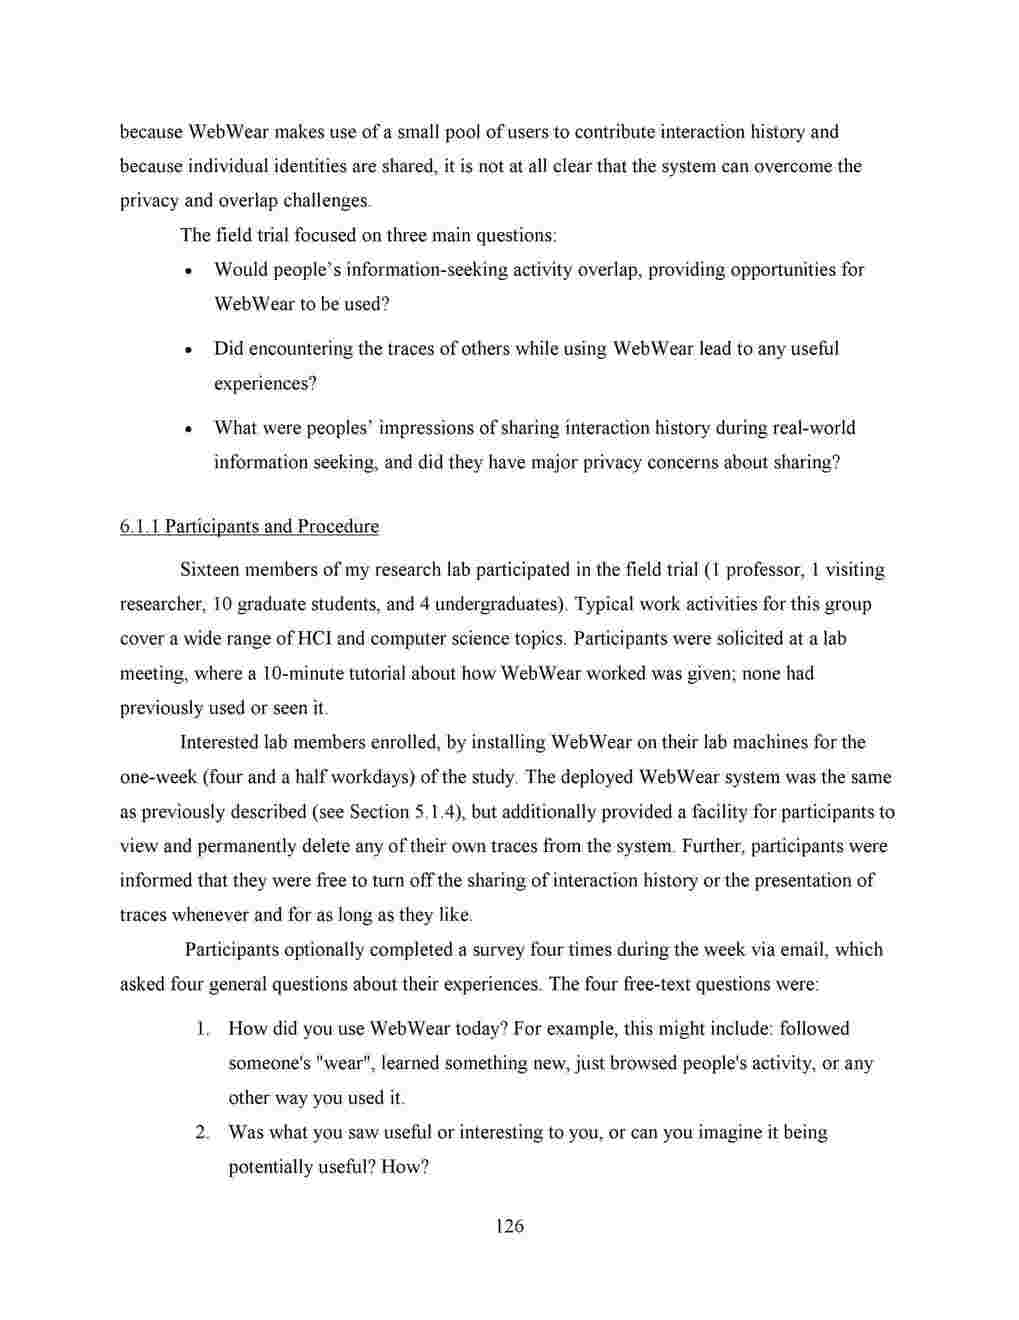 because WebWear makes use of a small pool of users to contribute interaction history and
because individual identities are shared, it is not at all clear that the system can overcome the
privacy and overlap challenges.
The field trial focused on three main questions:
• Would people’s information-seeking activity overlap, providing opportunities for
WebWear to be used?
• Did encountering the traces of others while using WebWear lead to any useful
experiences?
• What were peoples’ impressions of sharing interaction history during real-world
information seeking, and did they have major privacy concerns about sharing?
6.1.1 Participants and Procedure
Sixteen members of my research lab participated in the field trial (1 professor, 1 visiting
researcher, 10 graduate students, and 4 undergraduates). Typical work activities for this group
cover a wide range of HCI and computer science topics. Participants were solicited at a lab
meeting, where a 10-minute tutorial about how WebWear worked was given; none had
previously used or seen it.
Interested lab members enrolled, by installing WebWear on their lab machines for the
one-week (four and a half workdays) of the study. The deployed WebWear system was the same
as previously described (see Section 5.1.4), but additionally provided a facility for participants to
view and permanently delete any of their own traces from the system. Further, participants were
informed that they were free to turn off the sharing of interaction history or the presentation of
traces whenever and for as long as they like.
Participants optionally completed a survey four times during the week via email, which
asked four general questions about their experiences. The four free-text questions were:
1. How did you use WebWear today? For example, this might include: followed
someone's "wear", learned something new, just browsed people's activity, or any
other way you used it.
2. Was what you saw useful or interesting to you, or can you imagine it being
potentially useful? How?
126